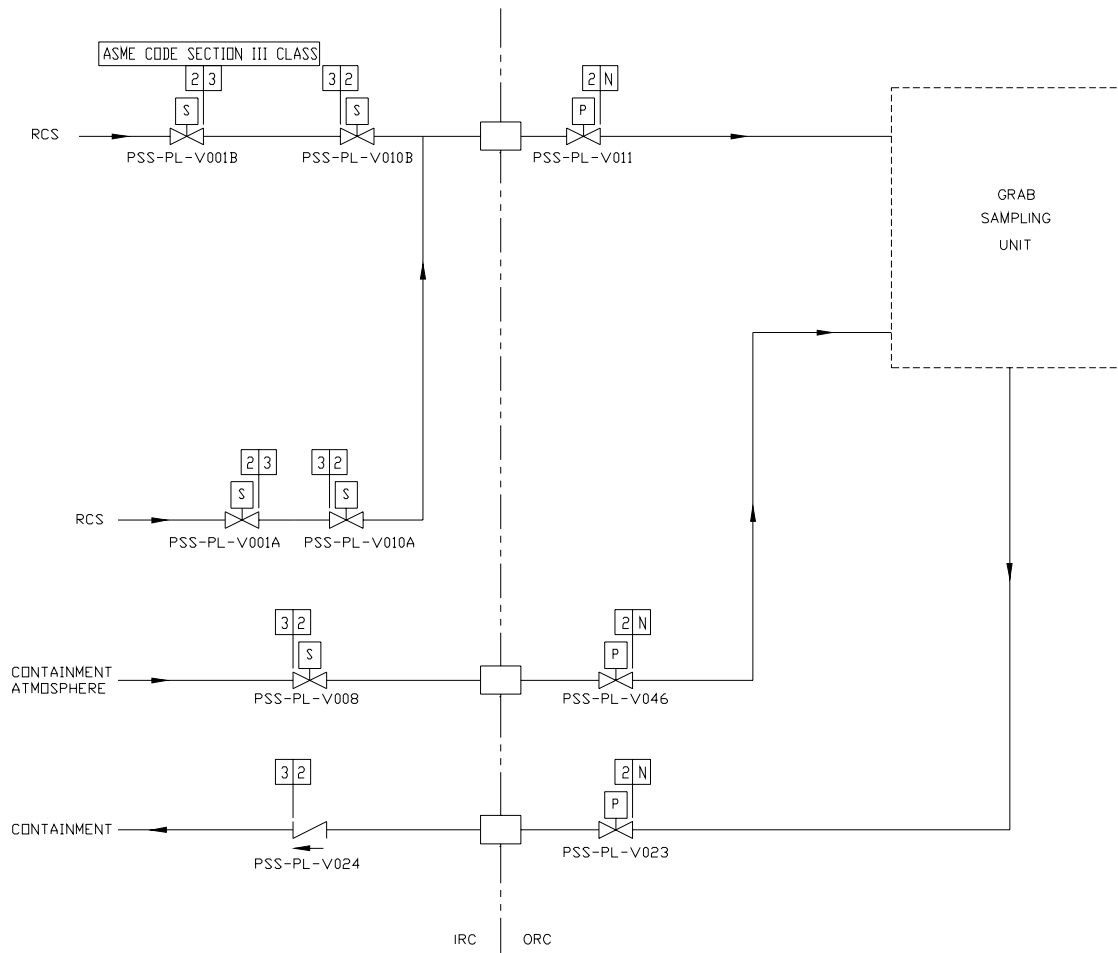 ASME CODE SECTION III CLASS
2 3
3 2
2 N
S
S
P
RCS
PSS-PL-V001B
PSS-PL-V010B
PSS-PL-V011
GRAB
SAMPLING
UNIT
2 3
3 2
S
S
RCS
PSS-PL-V001A
PSS-PL-V010A
3 2
2 N
S
P
CONTAINMENT
ATMOSPHERE
PSS-PL-V008
PSS-PL-V046
3 2
2 N
P
CONTAINMENT
PSS-PL-V024
PSS-PL-V023
IRC
ORC